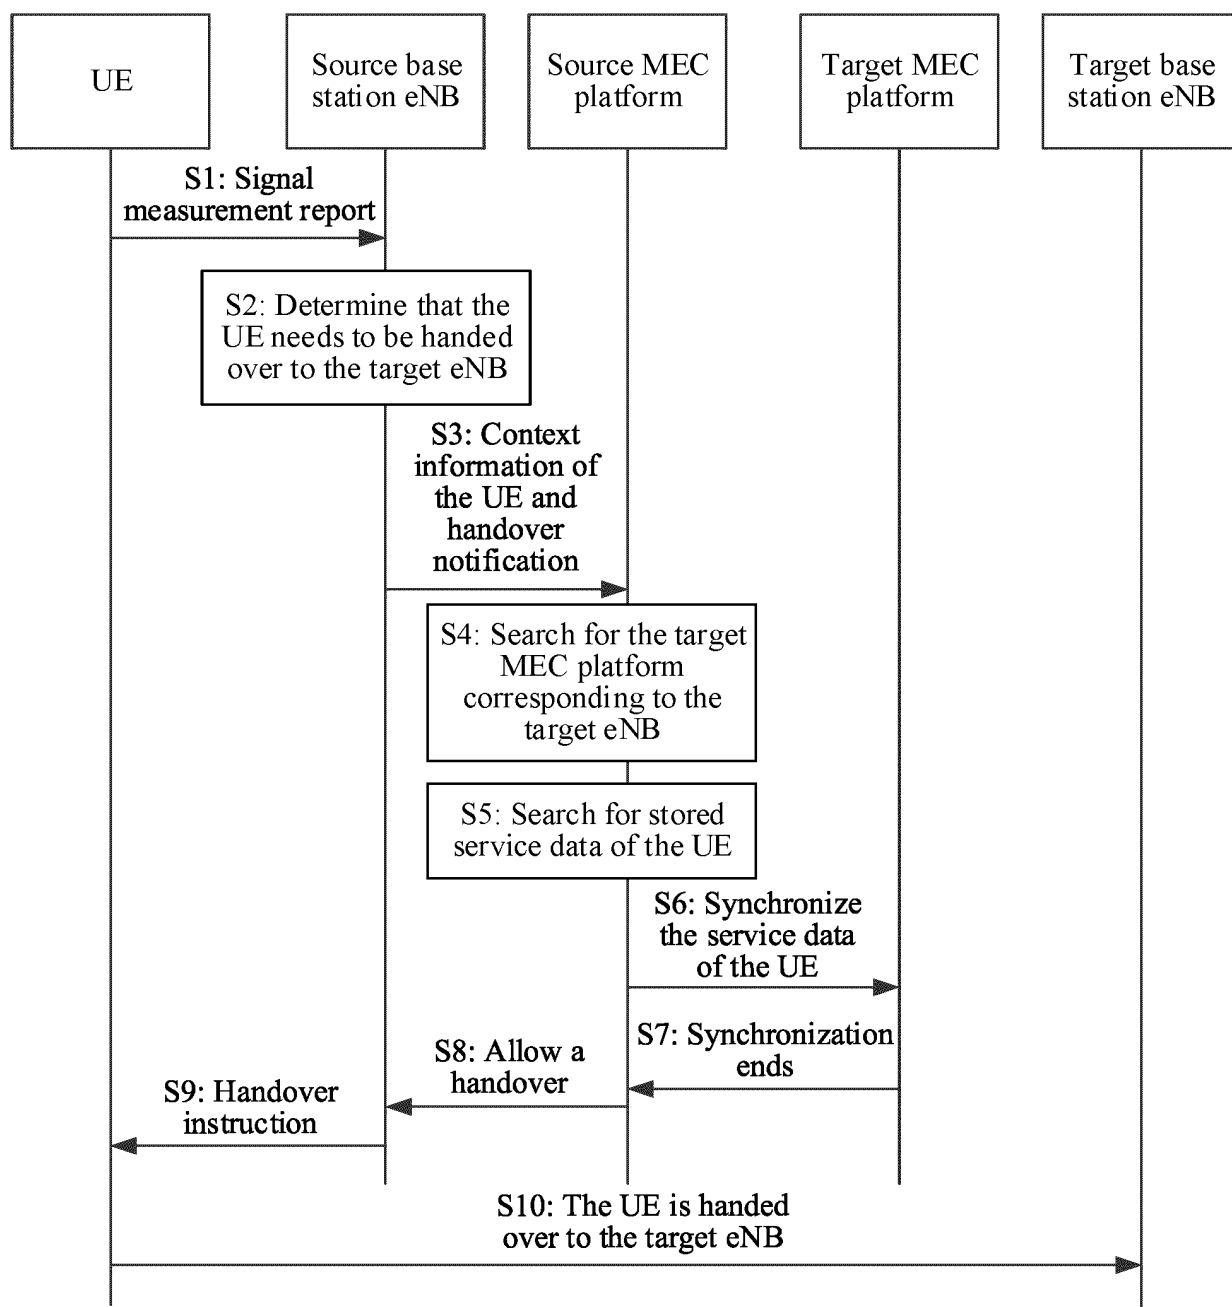 UE
Source base
station eNB
Source MEC
platform
Target MEC
platform
Target base
station eNB
S1: Signal
measurement report
S2: Determine that the
UE needs to be handed
over to the target eNB
S3: Context
information of
the UE and
handover
notification
S4: Search for the target
MEC platform
corresponding to the
target eNB
S5: Search for stored
service data of the UE
S6: Synchronize
the service data
of the UE
S7: Synchronization
ends
S8: Allow a
handover
S9: Handover
instruction
S10: The UE is handed
over to the target eNB